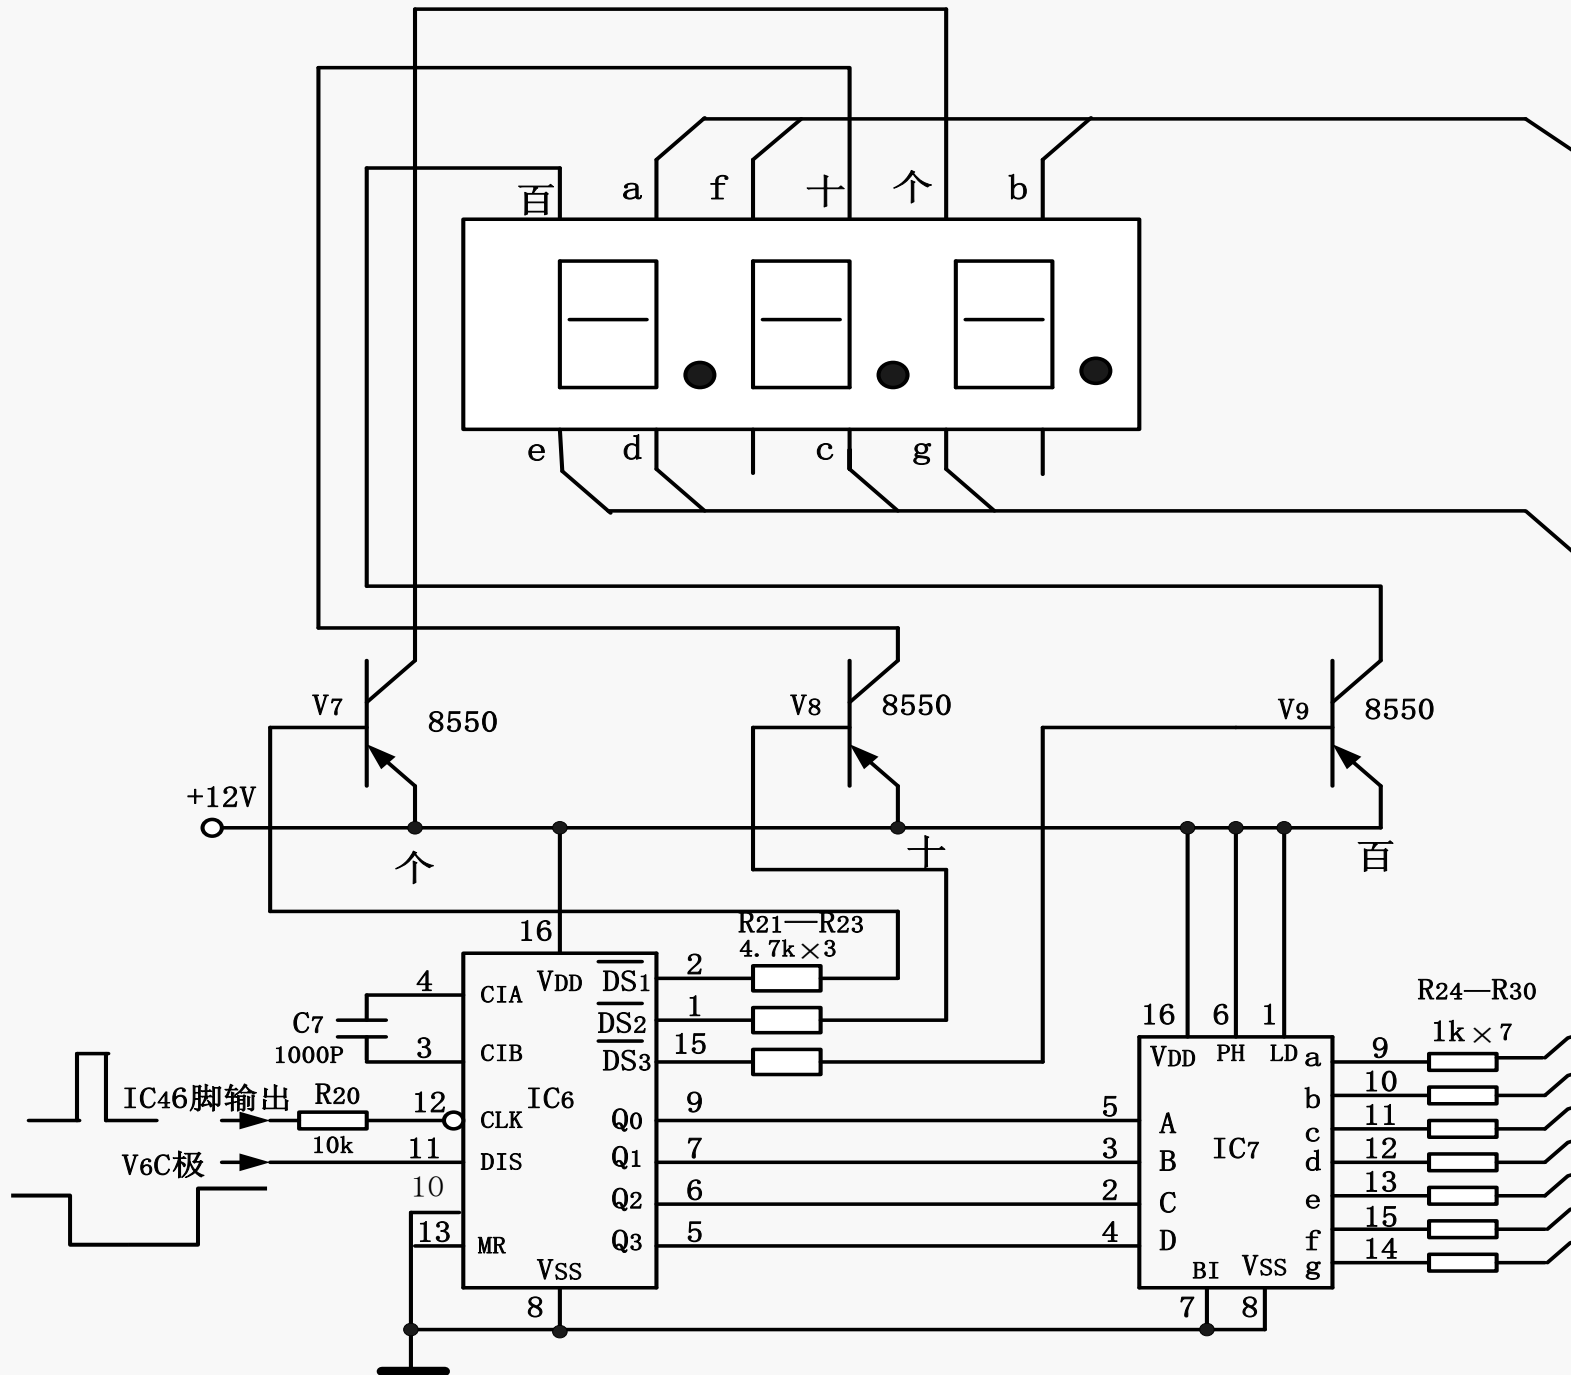 百 a f 十 个 b
e d c g
V7 8550
V8 8550
V9 8550
+12V
个 十 百
R21—R23
4.7k×3
16
VDD
4 CIA
C7
1000P
3 CIB
IC46脚输出
R20
10k
12 CLK
IC6
V6C极
11 DIS
10
13 MR
VSS
8
DS1 2
DS2 1
DS3 15
Q0 9
Q1 7
Q2 6
Q3 5
16 6 1
VDD PH LD
5 A
3 B
2 C
4 D
IC7
BI VSS
7 8
R24—R30
1k×7
a 9
b 10
c 11
d 12
e 13
f 15
g 14